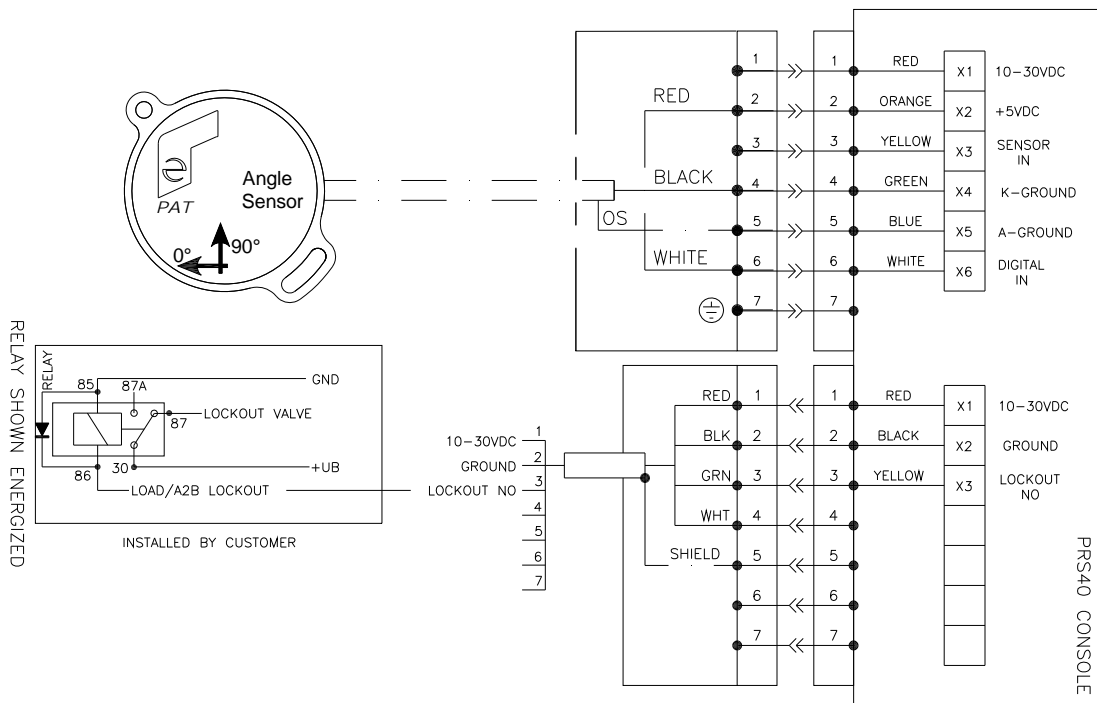 1 1 RED X1 10-30VDC
RED 2 2 ORANGE X2 +5VDC
3 3 YELLOW X3 SENSOR IN
BLACK 4 4 GREEN X4 K-GROUND
OS 5 5 BLUE X5 A-GROUND
WHITE 6 6 WHITE X6 DIGITAL IN
7 7
e
PAT
Angle
Sensor
0° 90°
RELAY SHOWN ENERGIZED
RELAY
85 87A GND
87 LOCKOUT VALVE
86 30 +UB
LOAD/A2B LOCKOUT
INSTALLED BY CUSTOMER
10-30VDC 1
GROUND 2
LOCKOUT NO 3
4
5
6
7
RED 1 1 RED X1 10-30VDC
BLK 2 2 BLACK X2 GROUND
GRN 3 3 YELLOW X3 LOCKOUT NO
WHT 4 4
SHIELD 5 5
6 6
7 7
PRS40 CONSOLE